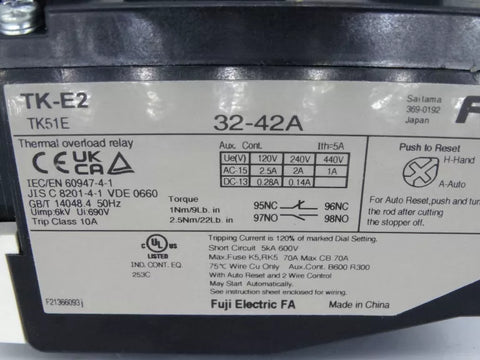 TK-E2
TK51E
32-42A
Saitama
369-0192
Japan
F
Thermal overload relay
CE UK CA
IEC/EN 60947-4-1
JIS C 8201-4-1 VDE 0660
GB/T 14048.4 50Hz
Uimp:6kV Ui:690V
Trip Class 10A
Aux. Cont. Ith=5A
Ue(V) 120V 240V 440V
AC-15 2.5A 2A 1A
DC-13 0.28A 0.14A
Torque
1Nm/9Lb. in
2.5Nm/22Lb. in
95NC 96NC
97NO 98NO
Push to Reset
H-Hand
A-Auto
For Auto Reset,push and turn
the rod after cutting
the stopper off.
C UL US
LISTED
IND. CONT. EQ.
253C
Tripping Current is 120% of marked Dial Setting.
Short Circuit 5kA 600V
Max.Fuse K5,RK5 70A Max CB 70A
75℃ Wire Cu Only Aux.Cont. B600 R300
With Auto Reset and 2 Wire Control
May Start Automatically.
See instruction sheet enclosed for wiring.
F21366093j
Fuji Electric FA
Made in China